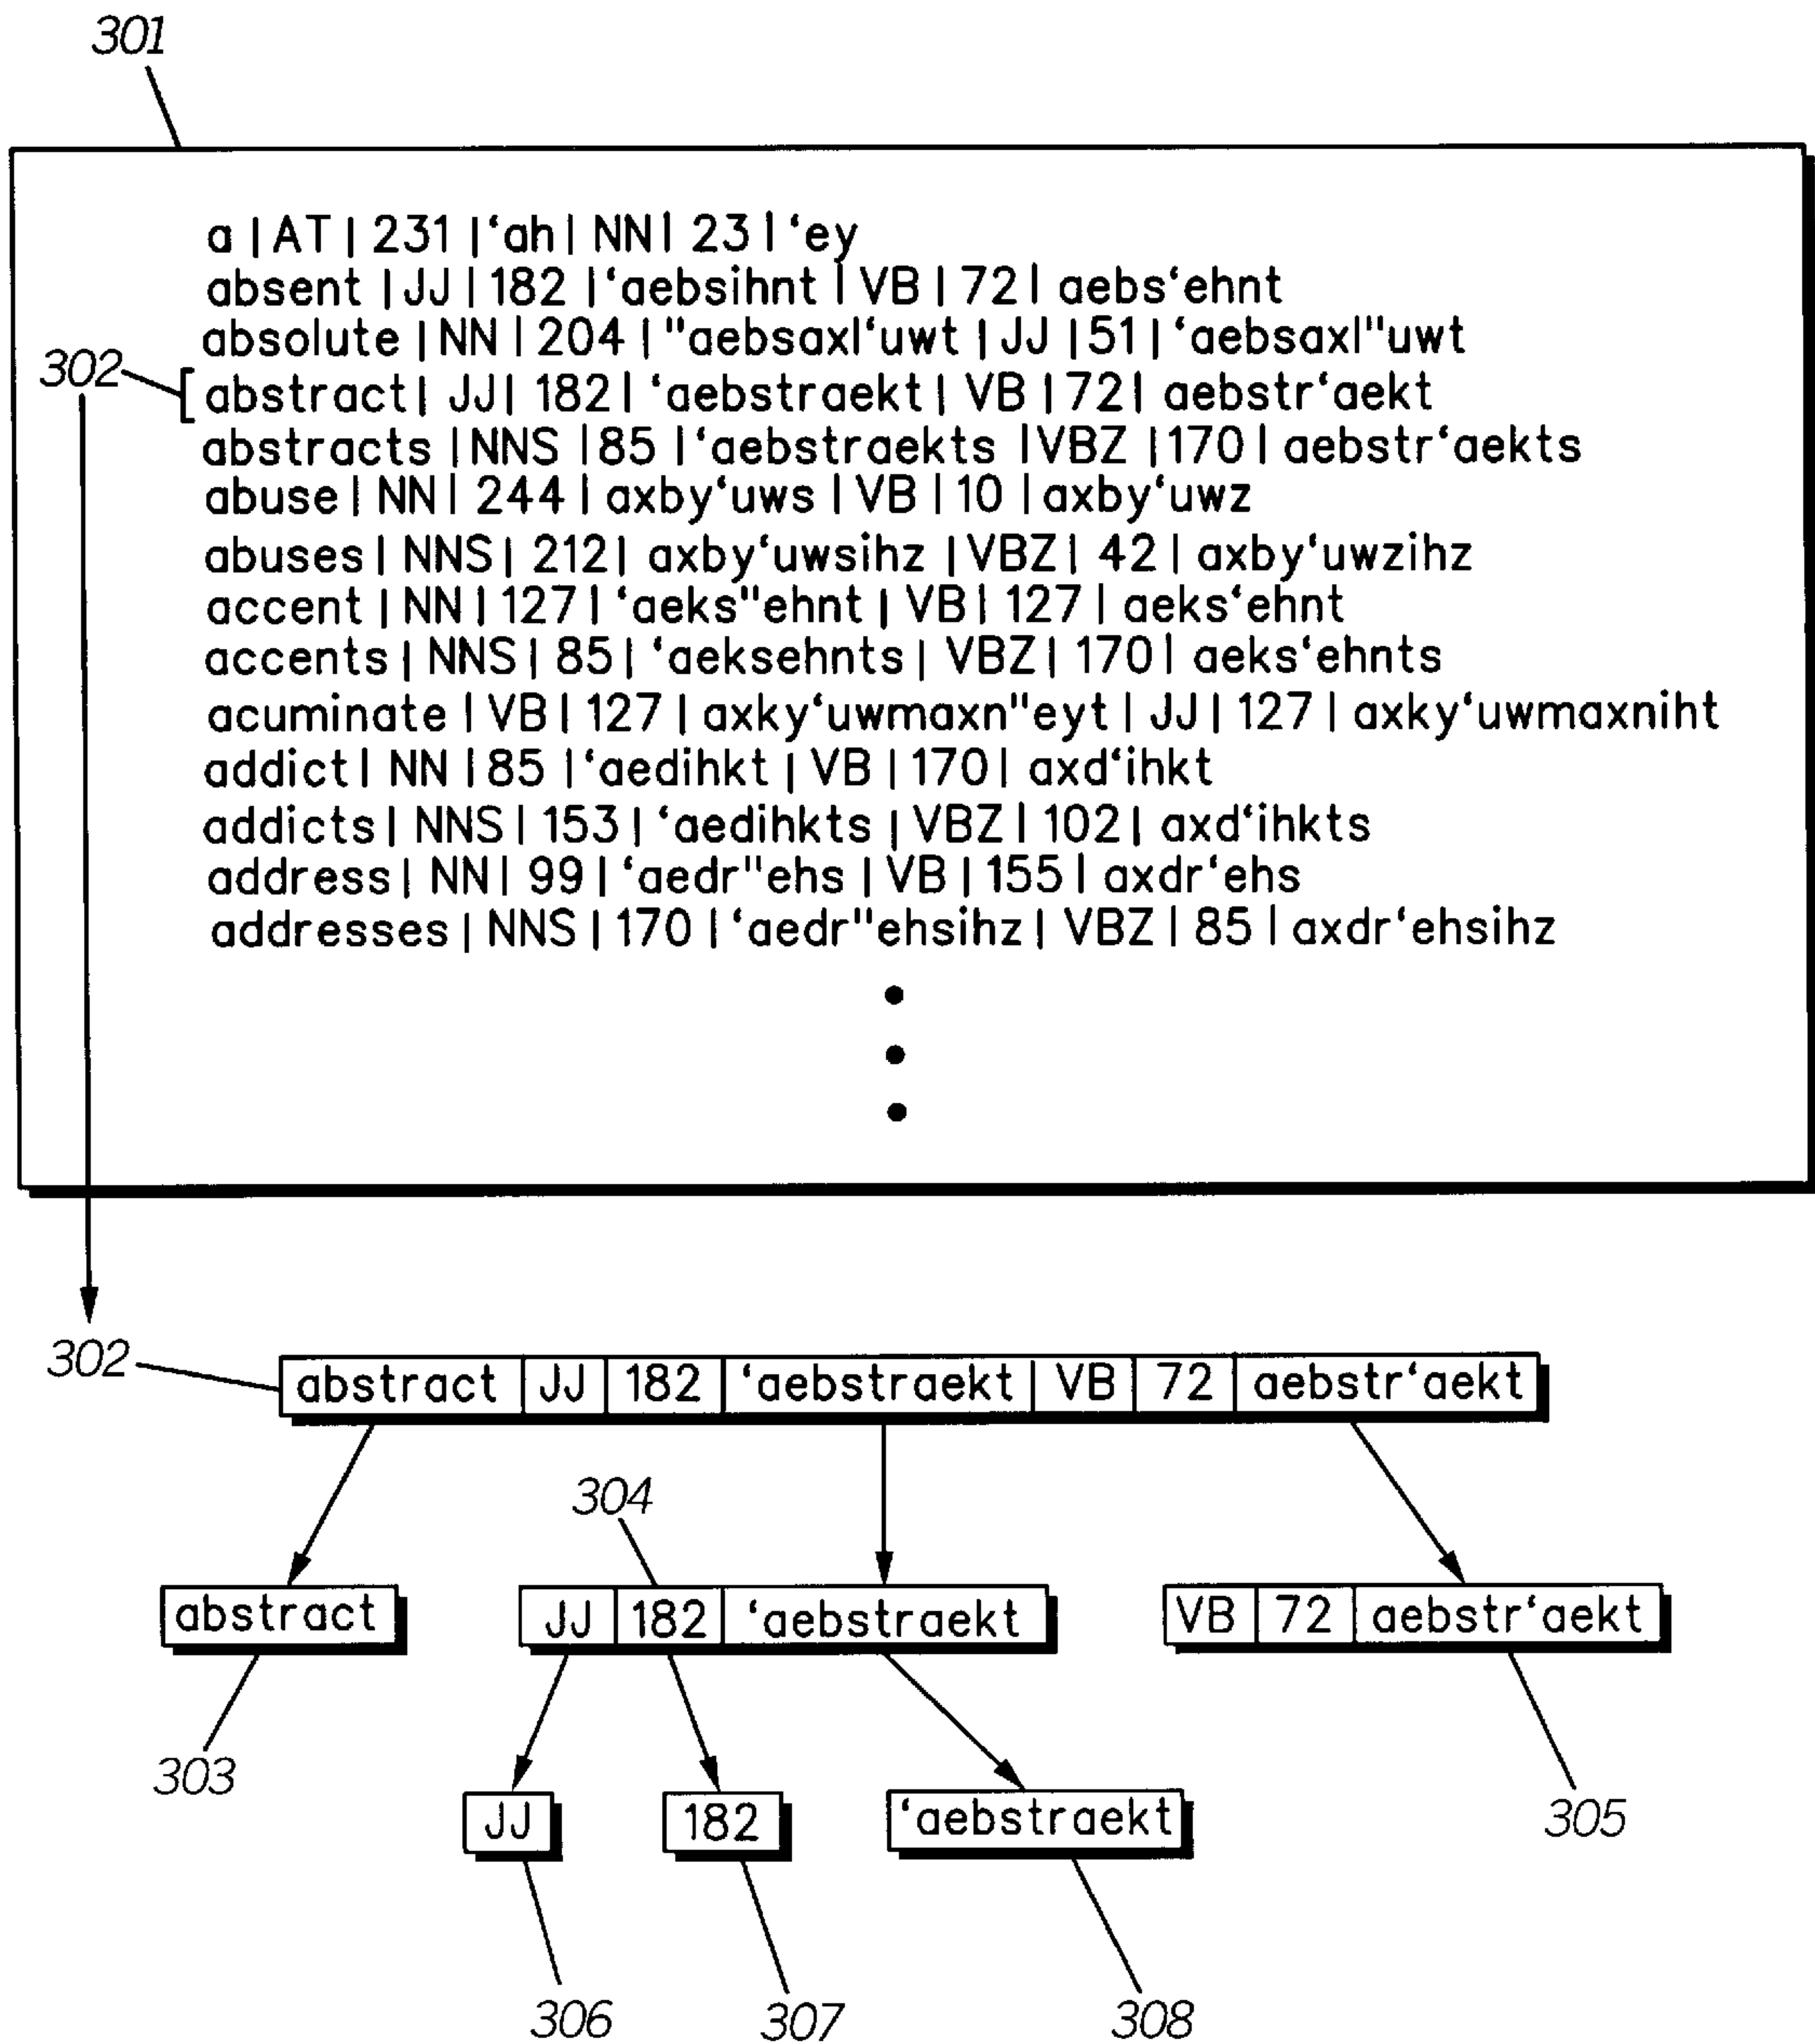 301
a | AT | 231 | ‘ah | NN | 23 | ‘ey
absent | JJ | 182 | ‘aebsihnt | VB | 72 | aebs‘ehnt
absolute | NN | 204 | "aebsaxl‘uwt | JJ | 51 | ‘aebsaxl"uwt
302 [ abstract | JJ | 182 | ‘aebstraekt | VB | 72 | aebstr‘aekt
abstracts | NNS | 85 | ‘aebstraekts | VBZ | 170 | aebstr‘aekts
abuse | NN | 244 | axby‘uws | VB | 10 | axby‘uwz
abuses | NNS | 212 | axby‘uwsihz | VBZ | 42 | axby‘uwzihz
accent | NN | 127 | ‘aeks"ehnt | VB | 127 | aeks‘ehnt
accents | NNS | 85 | ‘aeksehnts | VBZ | 170 | aeks‘ehnts
acuminate | VB | 127 | axky‘uwmaxn"eyt | JJ | 127 | axky‘uwmaxniht
addict | NN | 85 | ‘aedihkt | VB | 170 | axd‘ihkt
addicts | NNS | 153 | ‘aedihkts | VBZ | 102 | axd‘ihkts
address | NN | 99 | ‘aedr"ehs | VB | 155 | axdr‘ehs
addresses | NNS | 170 | ‘aedr"ehsihz | VBZ | 85 | axdr‘ehsihz
302 abstract | JJ | 182 | ‘aebstraekt | VB | 72 | aebstr‘aekt
304
abstract JJ | 182 | ‘aebstraekt VB | 72 | aebstr‘aekt
303 JJ 182 ‘aebstraekt 305
306 307 308